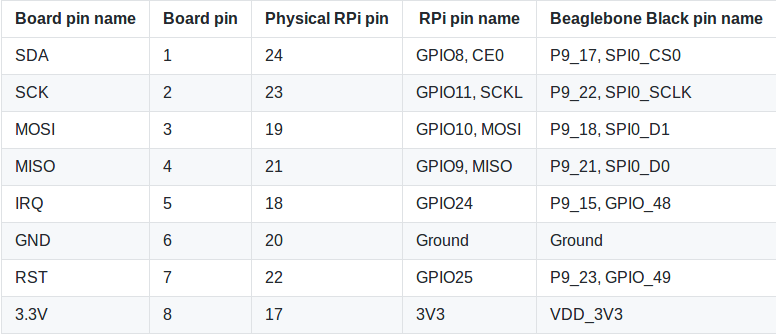 Board pin name Board pin Physical RPi pin RPi pin name Beaglebone Black pin name
SDA 1 24 GPIO8, CE0 P9_17, SPI0_CS0
SCK 2 23 GPIO11, SCKL P9_22, SPI0_SCLK
MOSI 3 19 GPIO10, MOSI P9_18, SPI0_D1
MISO 4 21 GPIO9, MISO P9_21, SPI0_D0
IRQ 5 18 GPIO24 P9_15, GPIO_48
GND 6 20 Ground Ground
RST 7 22 GPIO25 P9_23, GPIO_49
3.3V 8 17 3V3 VDD_3V3